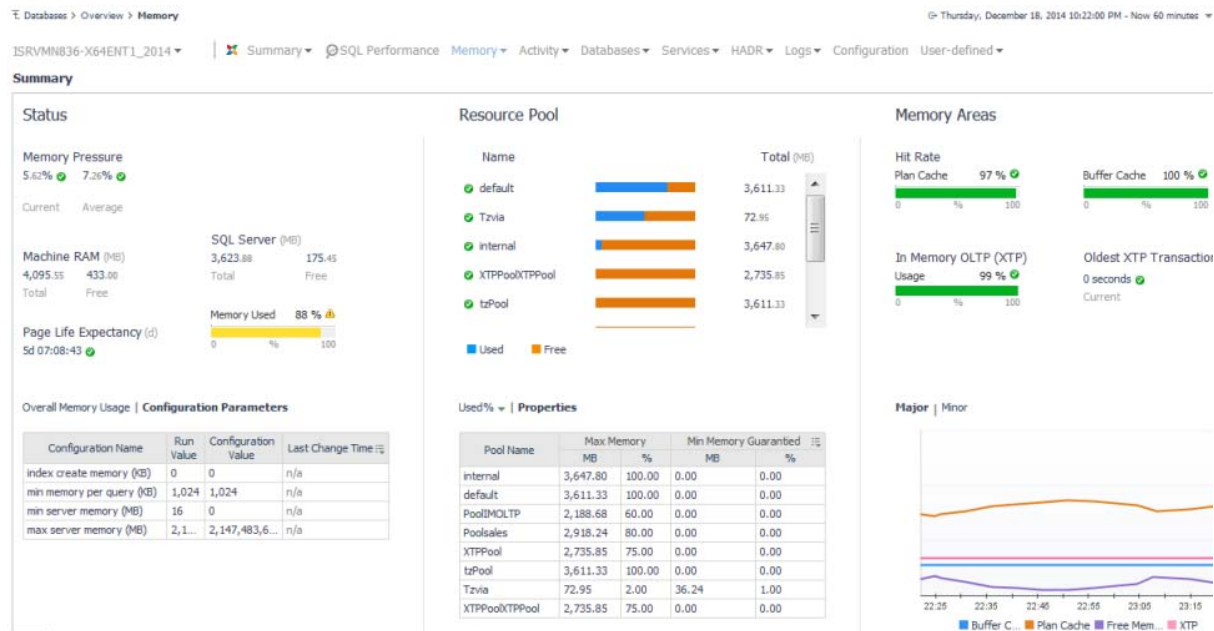 Databases > Overview > Memory
Thursday, December 18, 2014 10:22:00 PM - Now 60 minutes
ISRVMN836-X64ENT1_2014 | Summary SQL Performance Memory Activity Databases Services HADR Logs Configuration User-defined
Summary
Status
Memory Pressure
5.62% 7.26%
Current Average
Machine RAM (MB)
4,095.55 433.00
Total Free
SQL Server (MB)
3,623.88 175.45
Total Free
Memory Used 88 %
0 % 100
Page Life Expectancy (d)
5d 07:08:43
Overall Memory Usage | Configuration Parameters
Configuration Name Run Value Configuration Value Last Change Time
index create memory (KB) 0 0 n/a
min memory per query (KB) 1,024 1,024 n/a
min server memory (MB) 16 0 n/a
max server memory (MB) 2,1... 2,147,483,6... n/a
Resource Pool
Name Total (MB)
default 3,611.33
Tzvia 72.95
internal 3,647.80
XTPPoolXTPPool 2,735.85
tzPool 3,611.33
Used Free
Used% | Properties
Pool Name Max Memory Min Memory Guarantied
MB % MB %
internal 3,647.80 100.00 0.00 0.00
default 3,611.33 100.00 0.00 0.00
PoolIMOLTP 2,188.68 60.00 0.00 0.00
Poolsales 2,918.24 80.00 0.00 0.00
XTPPool 2,735.85 75.00 0.00 0.00
tzPool 3,611.33 100.00 0.00 0.00
Tzvia 72.95 2.00 36.24 1.00
XTPPoolXTPPool 2,735.85 75.00 0.00 0.00
Memory Areas
Hit Rate
Plan Cache 97 % Buffer Cache 100 %
0 % 100 0 % 100
In Memory OLTP (XTP) Oldest XTP Transaction
Usage 99 % 0 seconds
0 % 100 Current
Major | Minor
22:25 22:35 22:45 22:55 23:05 23:15
Buffer C... Plan Cache Free Mem... XTP